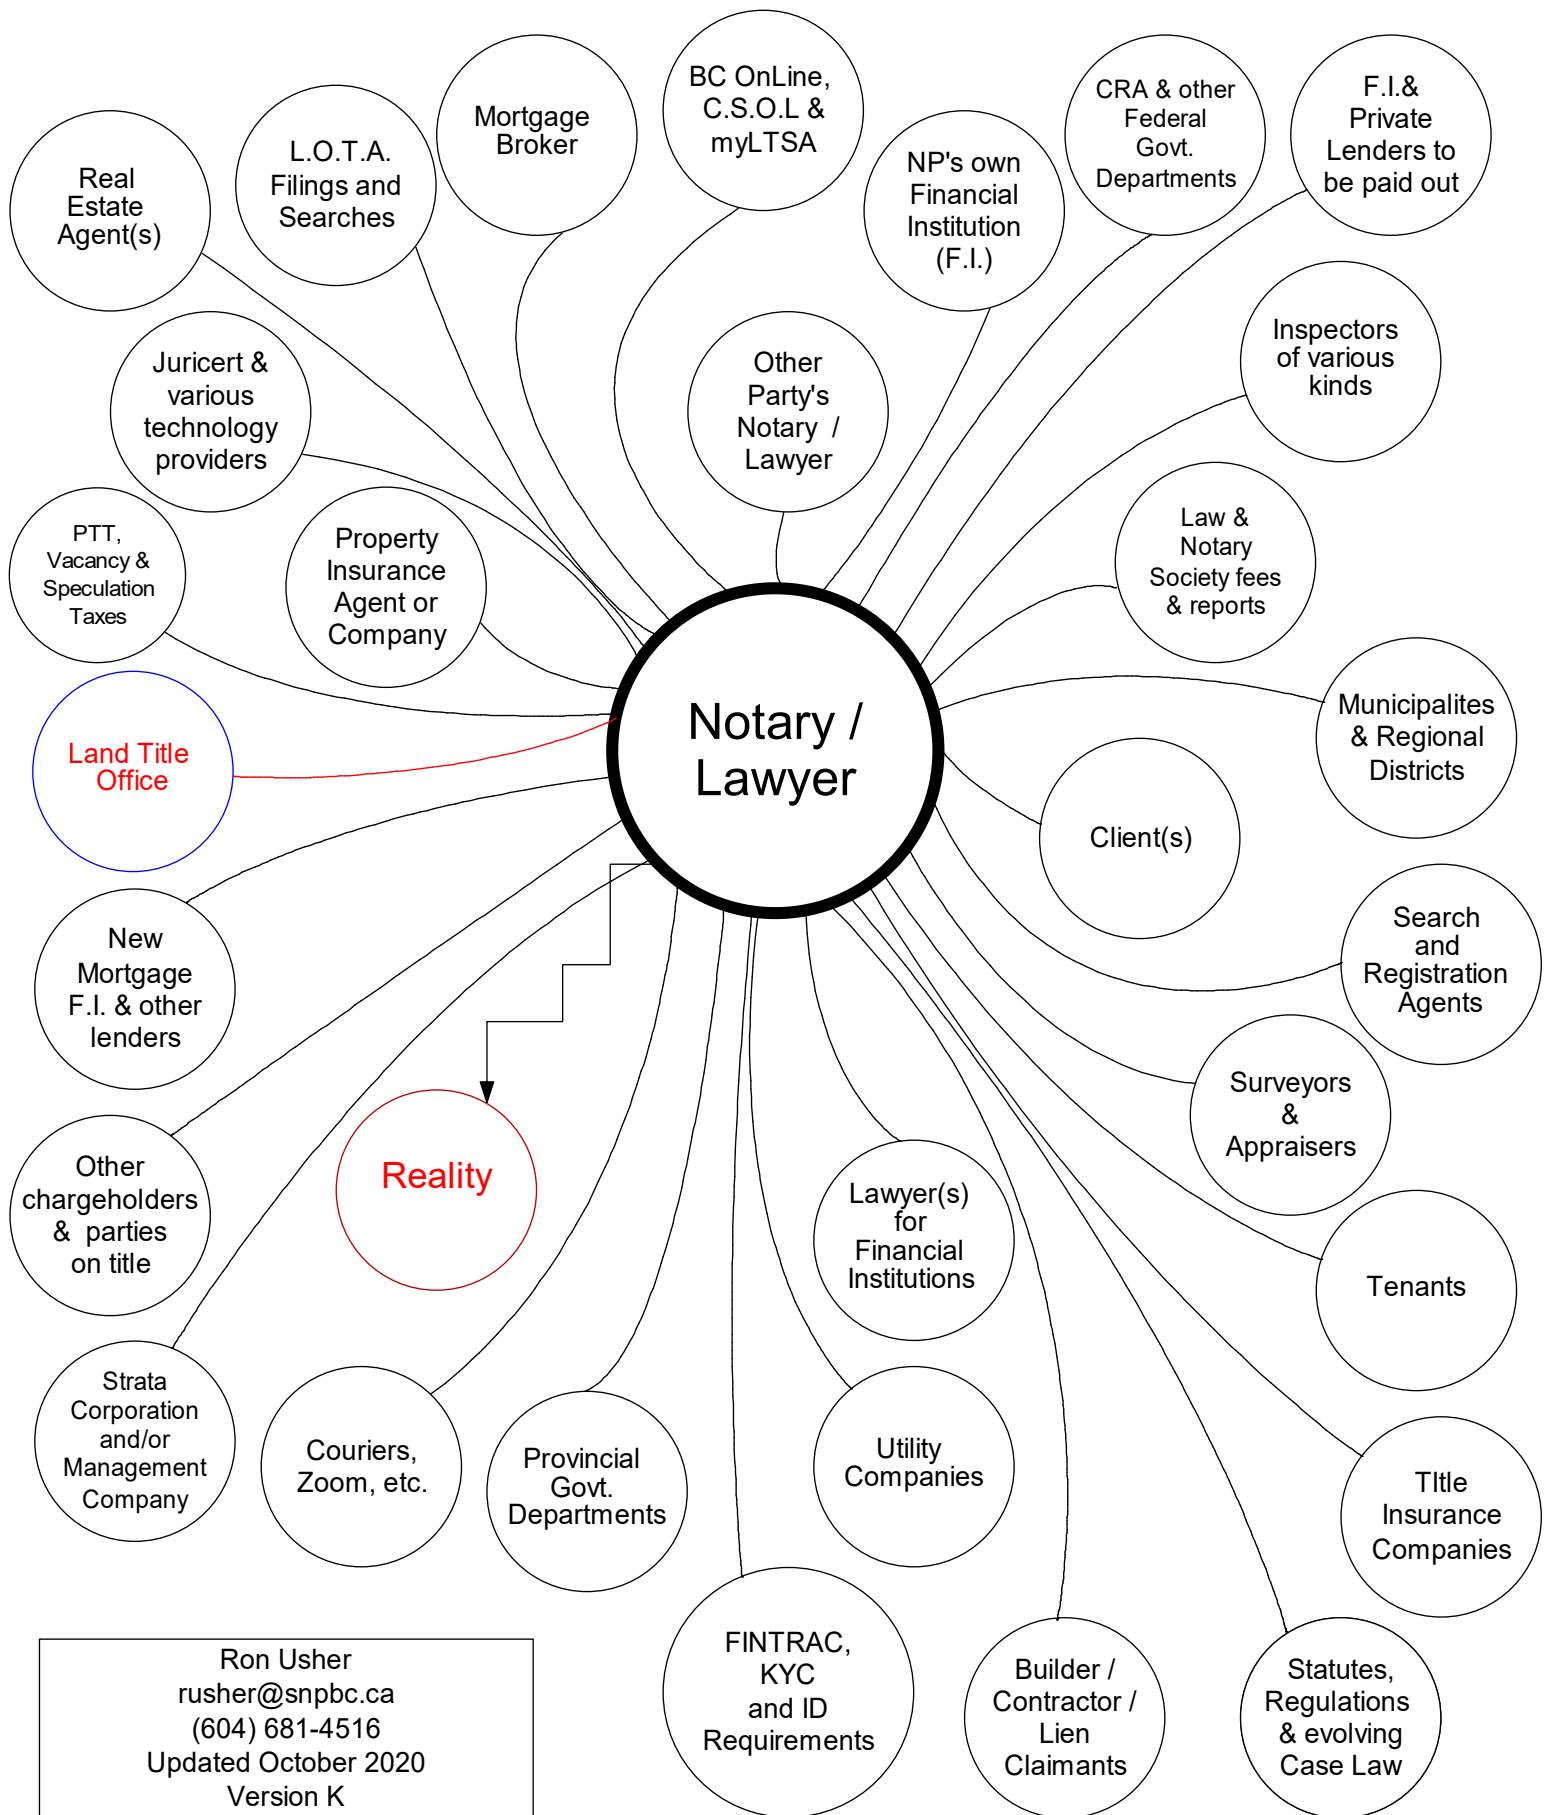 BC OnLine,
C.S.O.L &
myLTSA
Mortgage
Broker
CRA & other
Federal
Govt.
Departments
F.I.&
Private
Lenders to
be paid out
L.O.T.A.
Filings and
Searches
Real
Estate
Agent(s)
NP's own
Financial
Institution
(F.I.)
Inspectors
of various
kinds
Juricert &
various
technology
providers
Other
Party's
Notary /
Lawyer
Law &
Notary
Society fees
& reports
PTT,
Vacancy &
Speculation
Taxes
Property
Insurance
Agent or
Company
Notary /
Lawyer
Municipalites
& Regional
Districts
Land Title
Office
Client(s)
New
Mortgage
F.I. & other
lenders
Search
and
Registration
Agents
Surveyors
&
Appraisers
Other
chargeholders
& parties
on title
Reality
Lawyer(s)
for
Financial
Institutions
Tenants
Strata
Corporation
and/or
Management
Company
Couriers,
Zoom, etc.
Provincial
Govt.
Departments
Utility
Companies
TItle
Insurance
Companies
FINTRAC,
KYC
and ID
Requirements
Builder /
Contractor /
Lien
Claimants
Statutes,
Regulations
& evolving
Case Law
Ron Usher
rusher@snpbc.ca
(604) 681-4516
Updated October 2020
Version K